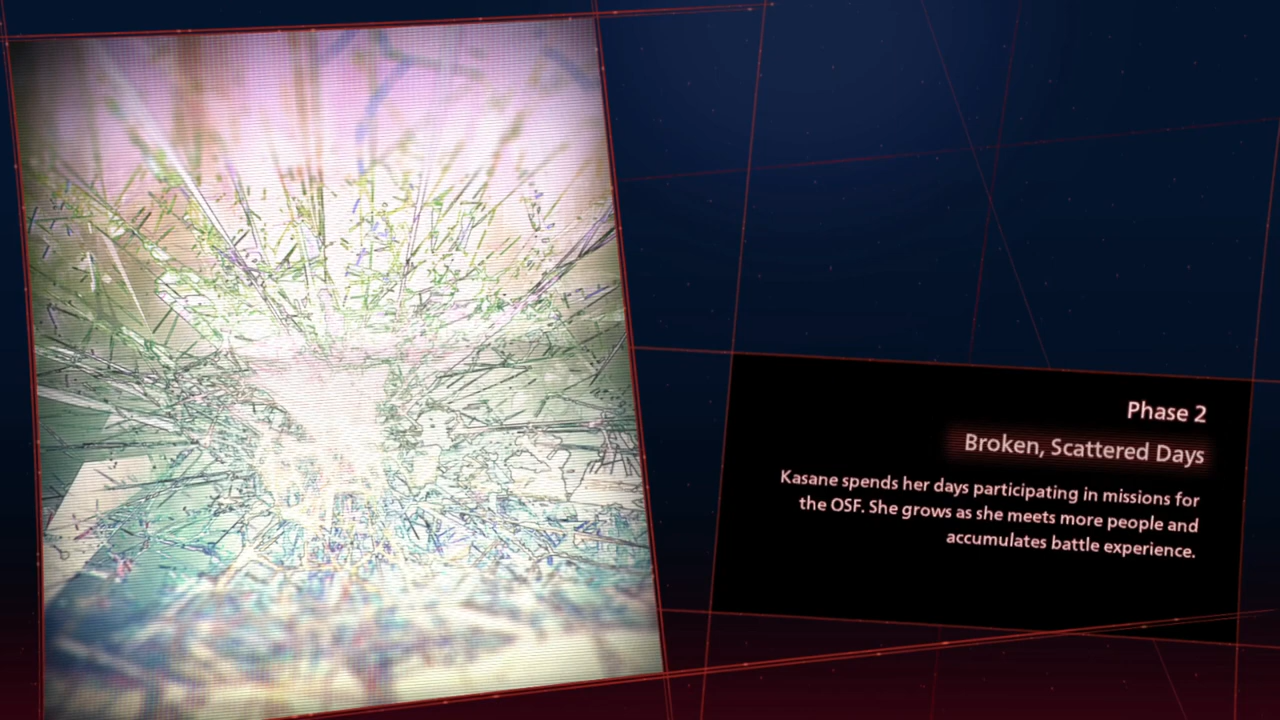 Phase 2
Broken, Scattered Days
Kasane spends her days participating in missions for
the OSF. She grows as she meets more people and
accumulates battle experience.